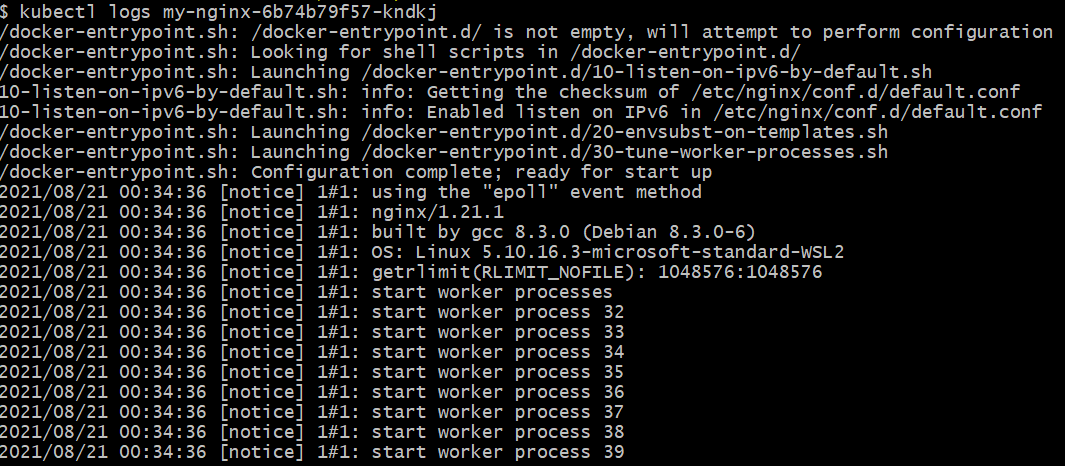 $ kubectl logs my-nginx-6b74b79f57-kndkj
/docker-entrypoint.sh: /docker-entrypoint.d/ is not empty, will attempt to perform configuration
/docker-entrypoint.sh: Looking for shell scripts in /docker-entrypoint.d/
/docker-entrypoint.sh: Launching /docker-entrypoint.d/10-listen-on-ipv6-by-default.sh
10-listen-on-ipv6-by-default.sh: info: Getting the checksum of /etc/nginx/conf.d/default.conf
10-listen-on-ipv6-by-default.sh: info: Enabled listen on IPv6 in /etc/nginx/conf.d/default.conf
/docker-entrypoint.sh: Launching /docker-entrypoint.d/20-envsubst-on-templates.sh
/docker-entrypoint.sh: Launching /docker-entrypoint.d/30-tune-worker-processes.sh
/docker-entrypoint.sh: Configuration complete; ready for start up
2021/08/21 00:34:36 [notice] 1#1: using the "epoll" event method
2021/08/21 00:34:36 [notice] 1#1: nginx/1.21.1
2021/08/21 00:34:36 [notice] 1#1: built by gcc 8.3.0 (Debian 8.3.0-6)
2021/08/21 00:34:36 [notice] 1#1: OS: Linux 5.10.16.3-microsoft-standard-WSL2
2021/08/21 00:34:36 [notice] 1#1: getrlimit(RLIMIT_NOFILE): 1048576:1048576
2021/08/21 00:34:36 [notice] 1#1: start worker processes
2021/08/21 00:34:36 [notice] 1#1: start worker process 32
2021/08/21 00:34:36 [notice] 1#1: start worker process 33
2021/08/21 00:34:36 [notice] 1#1: start worker process 34
2021/08/21 00:34:36 [notice] 1#1: start worker process 35
2021/08/21 00:34:36 [notice] 1#1: start worker process 36
2021/08/21 00:34:36 [notice] 1#1: start worker process 37
2021/08/21 00:34:36 [notice] 1#1: start worker process 38
2021/08/21 00:34:36 [notice] 1#1: start worker process 39